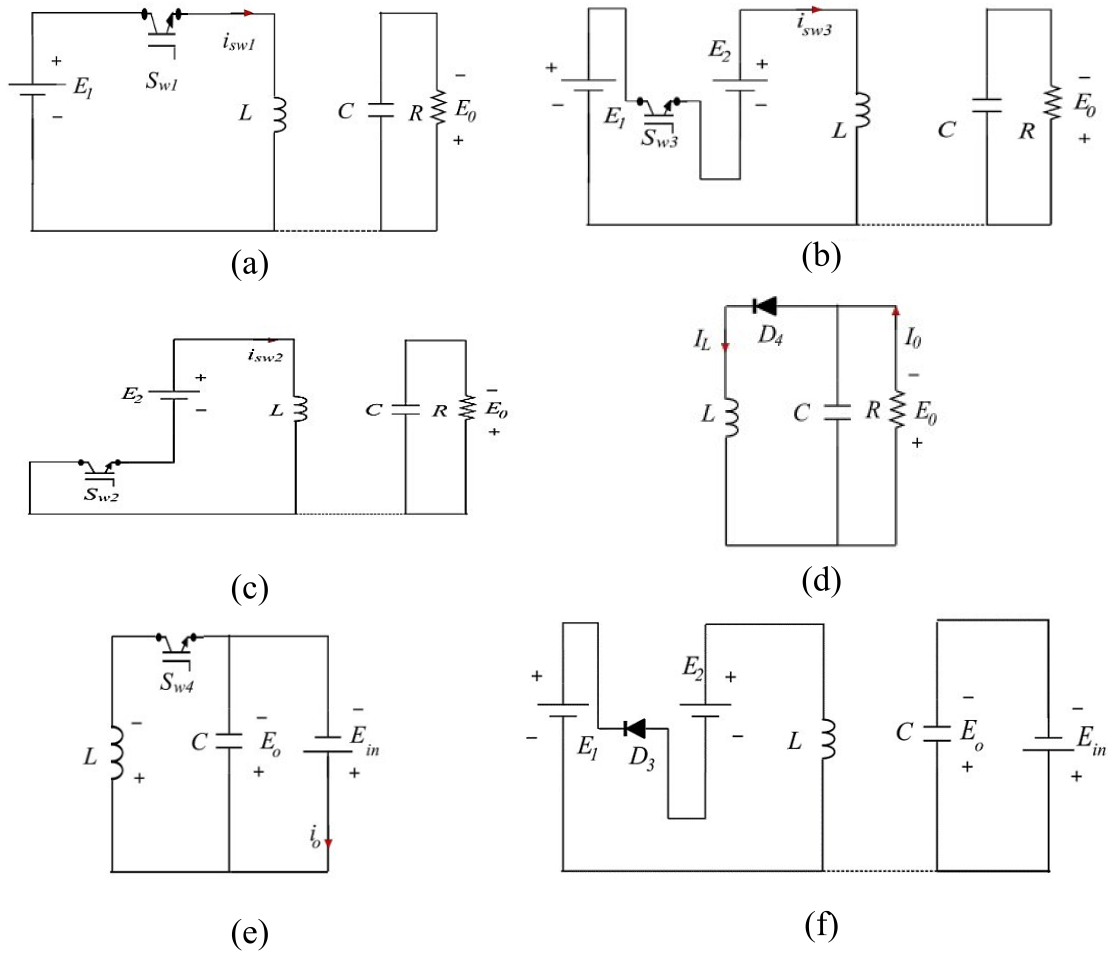 + E1 −
Sw1
isw1
L
C
R
− E0 +
(a)
+ E1 −
Sw3
E2 + −
isw3
L
C
R
− E0 +
(b)
E2 + −
Sw2
isw2
L
C
R
− Eo +
(c)
IL
D4
I0
L
C
R
− E0 +
(d)
Sw4
L − +
C
− Eo +
− Ein +
io
(e)
+ E1 −
D3
E2 + −
L
C
− Eo +
− Ein +
(f)